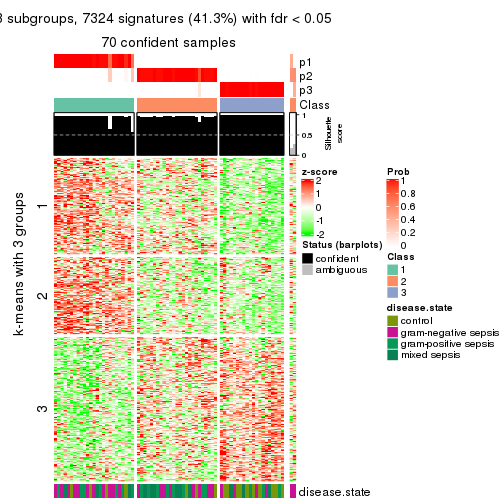 3 subgroups, 7324 signatures (41.3%) with fdr < 0.05
70 confident samples
p1
p2
p3
Class
1
0.5
0
Silhouette
score
k-means with 3 groups
1
2
3
z-score
2
1
0
-1
-2
Status (barplots)
confident
ambiguous
Prob
1
0.8
0.6
0.4
0.2
0
Class
1
2
3
disease.state
control
gram-negative sepsis
gram-positive sepsis
mixed sepsis
disease.state